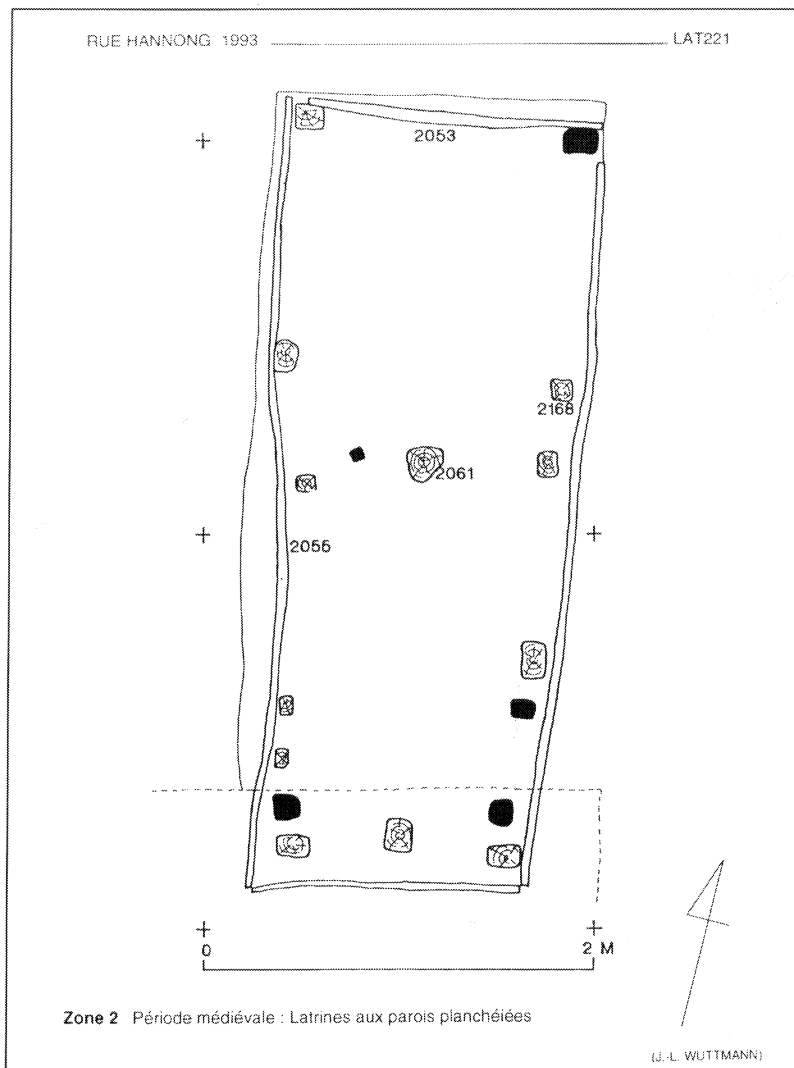 RUE HANNONG 1993 LAT221
2053
2168
2061
2055
0 2 M
Zone 2 Période médiévale : Latrines aux parois planchéiées
(J.-L. WUTTMANN)